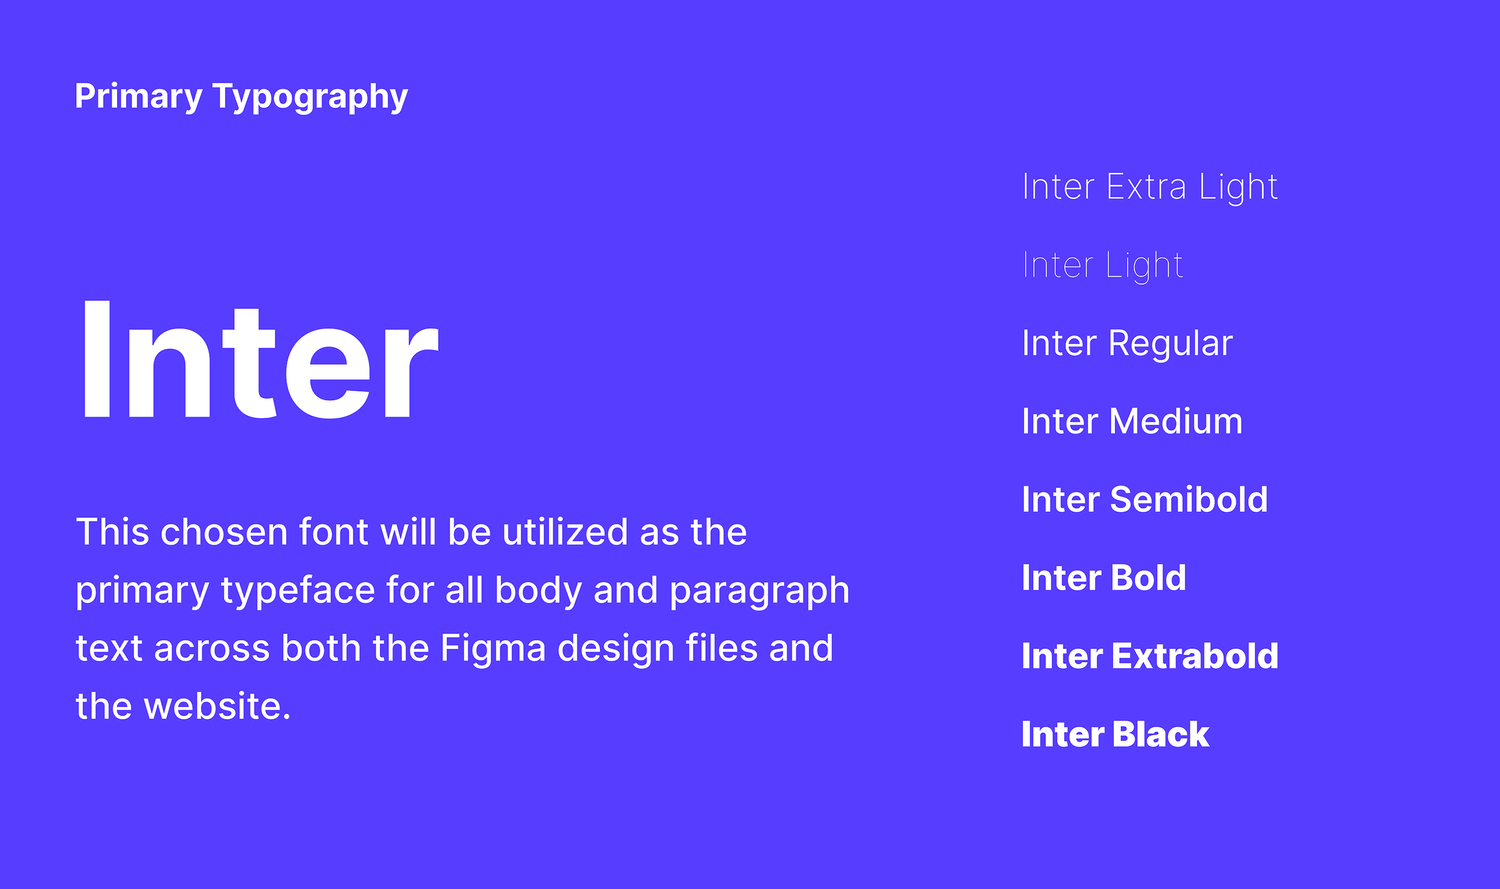 Primary Typography
Inter
This chosen font will be utilized as the
primary typeface for all body and paragraph
text across both the Figma design files and
the website.
Inter Extra Light
Inter Light
Inter Regular
Inter Medium
Inter Semibold
Inter Bold
Inter Extrabold
Inter Black